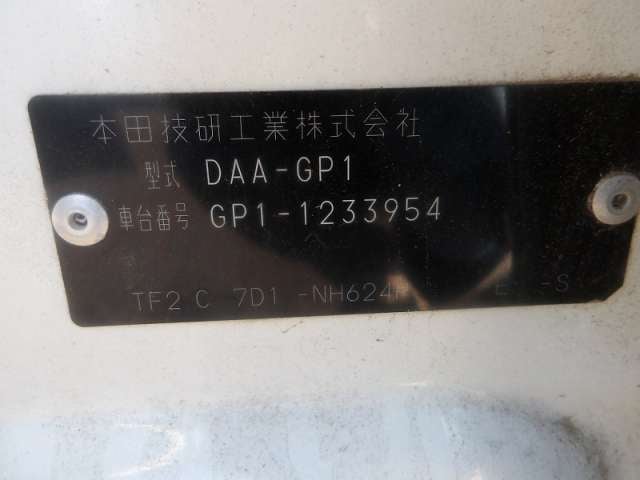 本田技研工業株式会社
型式 DAA-GP1
車台番号 GP1-1233954
TF2 C 7D1 -NH624P E -S